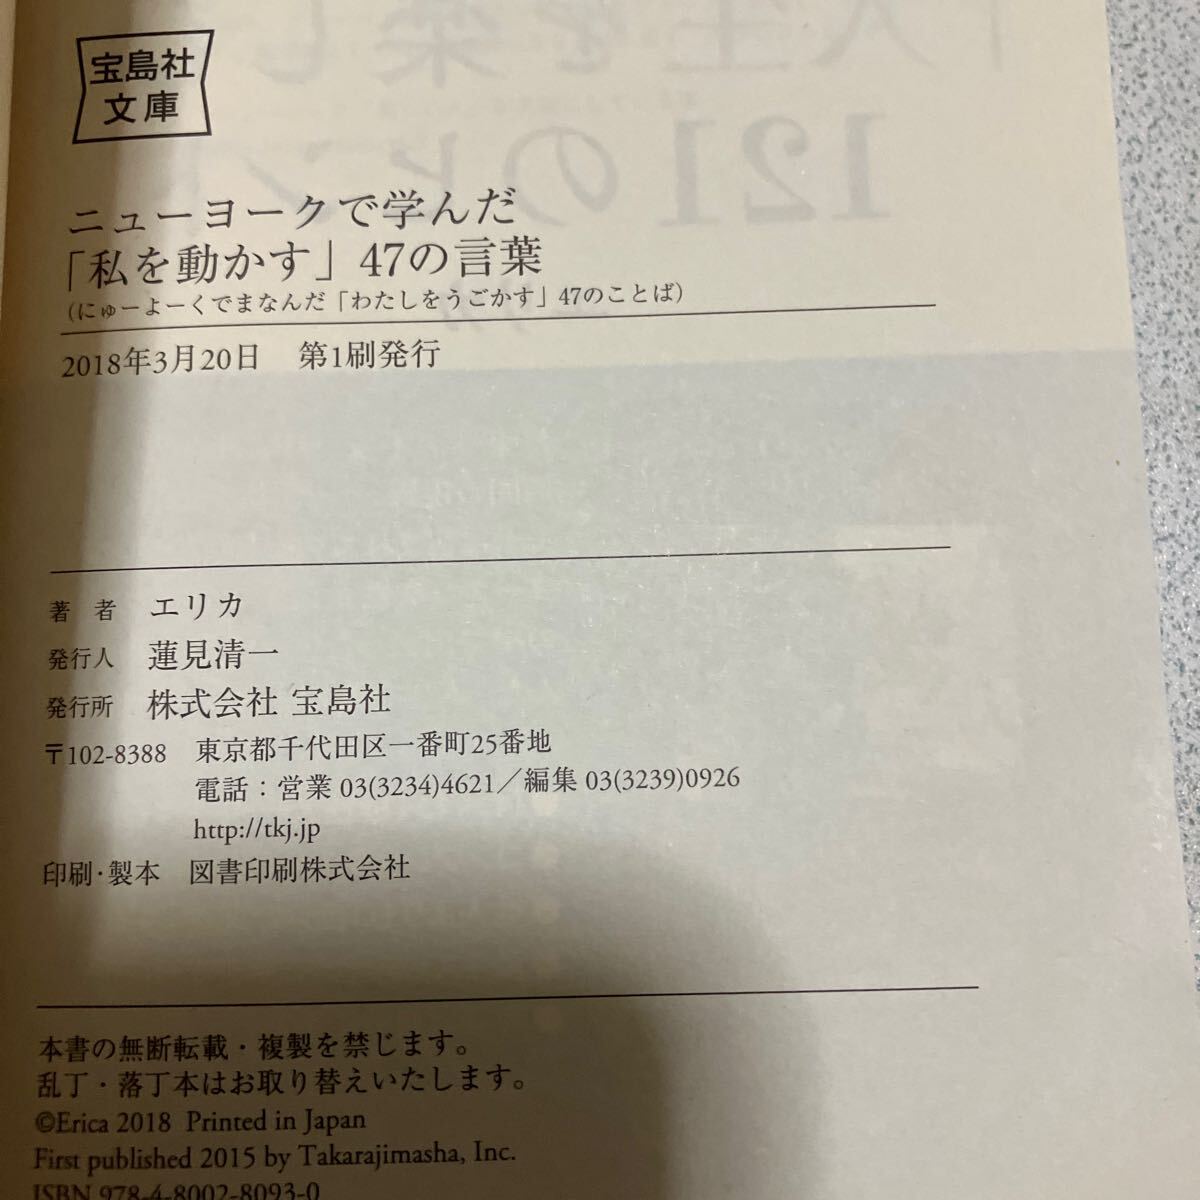 宝島社
文庫
ニューヨークで学んだ
「私を動かす」47の言葉
（にゅーよーくでまなんだ「わたしをうごかす」47のことば）
2018年3月20日　第1刷発行
著　者　エリカ
発行人　蓮見清一
発行所　株式会社 宝島社
〒102-8388　東京都千代田区一番町25番地
電話：営業 03(3234)4621／編集 03(3239)0926
http://tkj.jp
印刷・製本　図書印刷株式会社
本書の無断転載・複製を禁じます。
乱丁・落丁本はお取り替えいたします。
©Erica 2018 Printed in Japan
First published 2015 by Takarajimasha, Inc.
ISBN 978-4-8002-8093-0